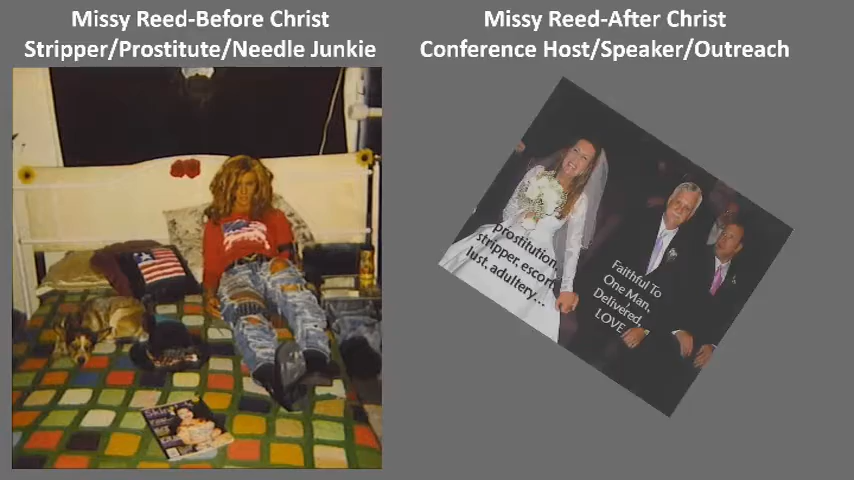 Missy Reed-Before Christ
Stripper/Prostitute/Needle Junkie
Missy Reed-After Christ
Conference Host/Speaker/Outreach
prostitution,
stripper, escort,
lust, adultery...
Faithful To
One Man,
Delivered,
LOVE
Skin